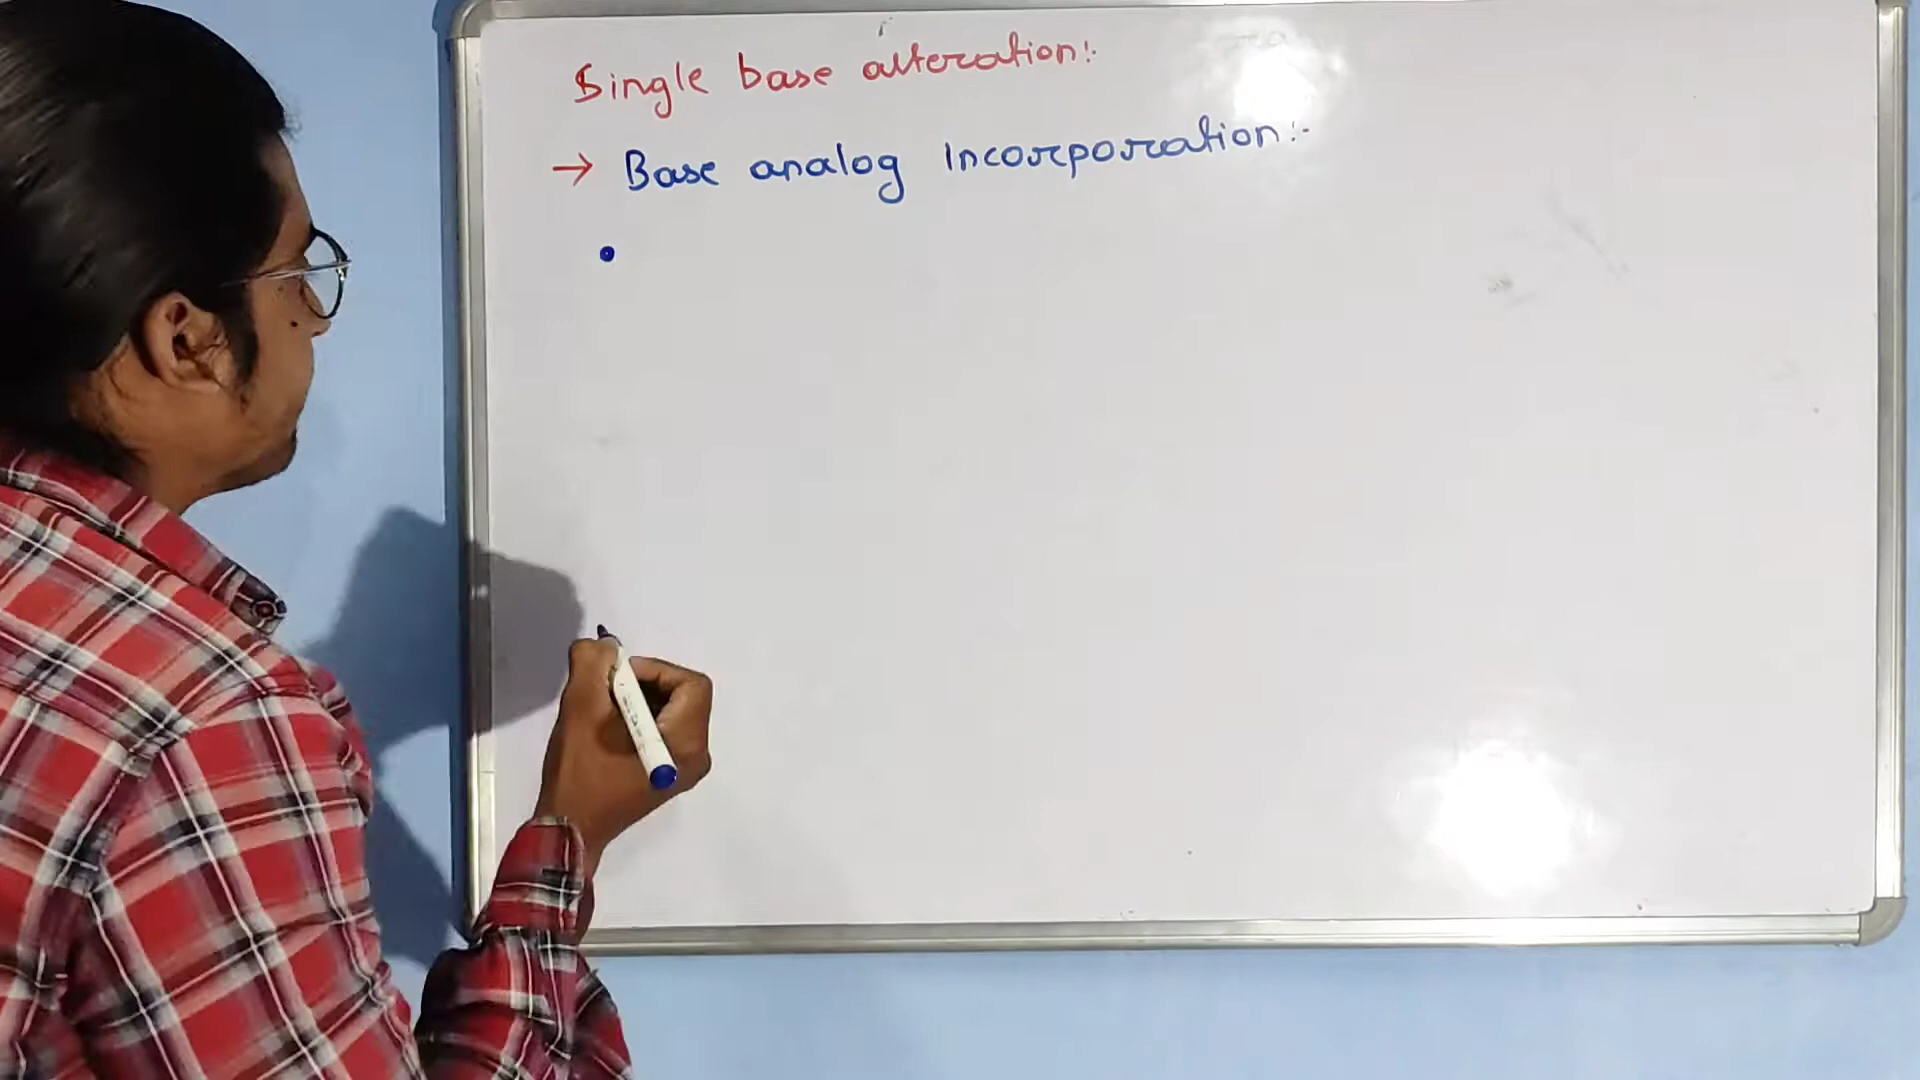 Single base alteration:-
→ Base analog incorporation:-
•